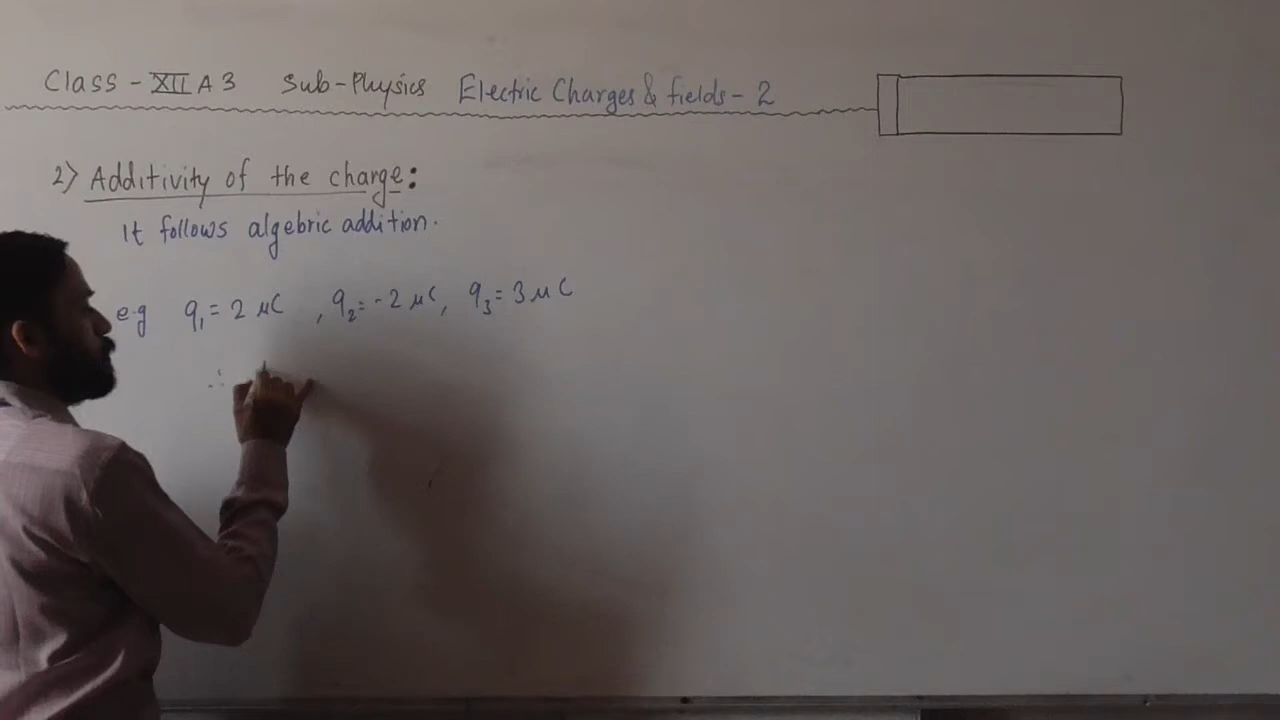 Class - XII A3 Sub-Physics Electric Charges & fields - 2
2) Additivity of the charge:
It follows algebric addition.
e.g q₁ = 2 μC , q₂ = -2 μC, q₃ = 3 μC
∴